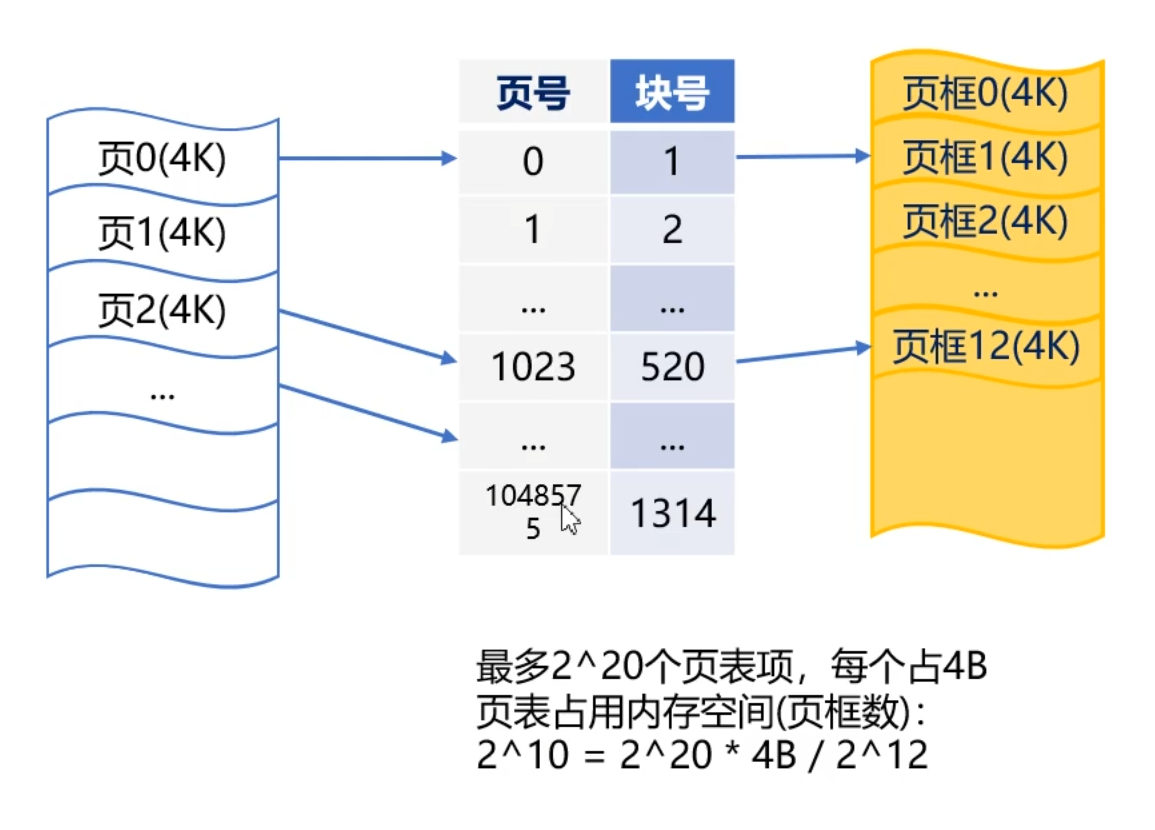 页0(4K)
页1(4K)
页2(4K)
...
页号 块号
0 1
1 2
... ...
1023 520
... ...
104857
5 1314
页框0(4K)
页框1(4K)
页框2(4K)
...
页框12(4K)
最多2^20个页表项，每个占4B
页表占用内存空间(页框数)：
2^10 = 2^20 * 4B / 2^12